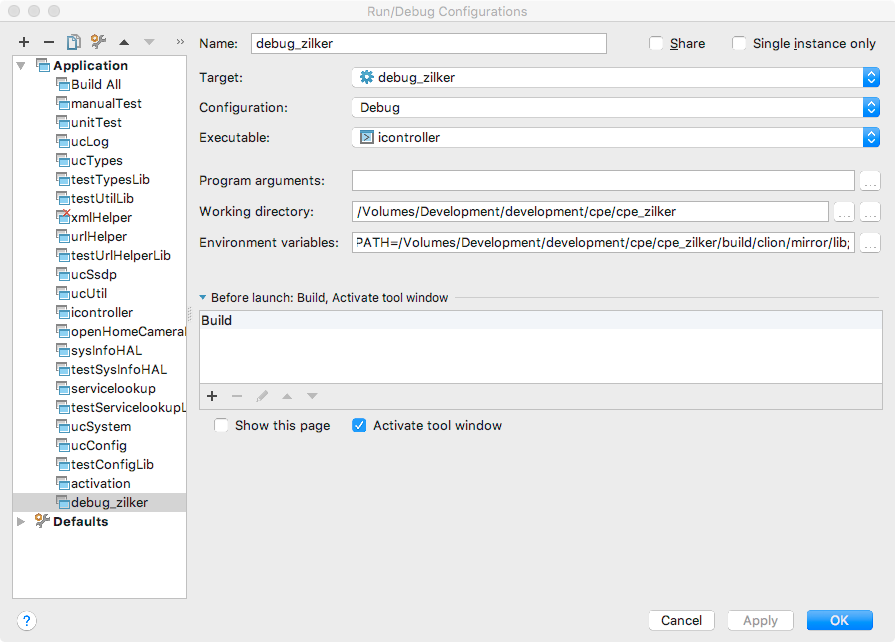 Run/Debug Configurations
Name: debug_zilker Share Single instance only
Application
Build All
manualTest
unitTest
ucLog
ucTypes
testTypesLib
testUtilLib
xmlHelper
urlHelper
testUrlHelperLib
ucSsdp
ucUtil
icontroller
openHomeCameraI
sysInfoHAL
testSysInfoHAL
servicelookup
testServicelookupL
ucSystem
ucConfig
testConfigLib
activation
debug_zilker
Defaults
Target: debug_zilker
Configuration: Debug
Executable: icontroller
Program arguments: ...
Working directory: /Volumes/Development/development/cpe/cpe_zilker ... ...
Environment variables: PATH=/Volumes/Development/development/cpe/cpe_zilker/build/clion/mirror/lib; ...
Before launch: Build, Activate tool window
Build
Show this page Activate tool window
? Cancel Apply OK